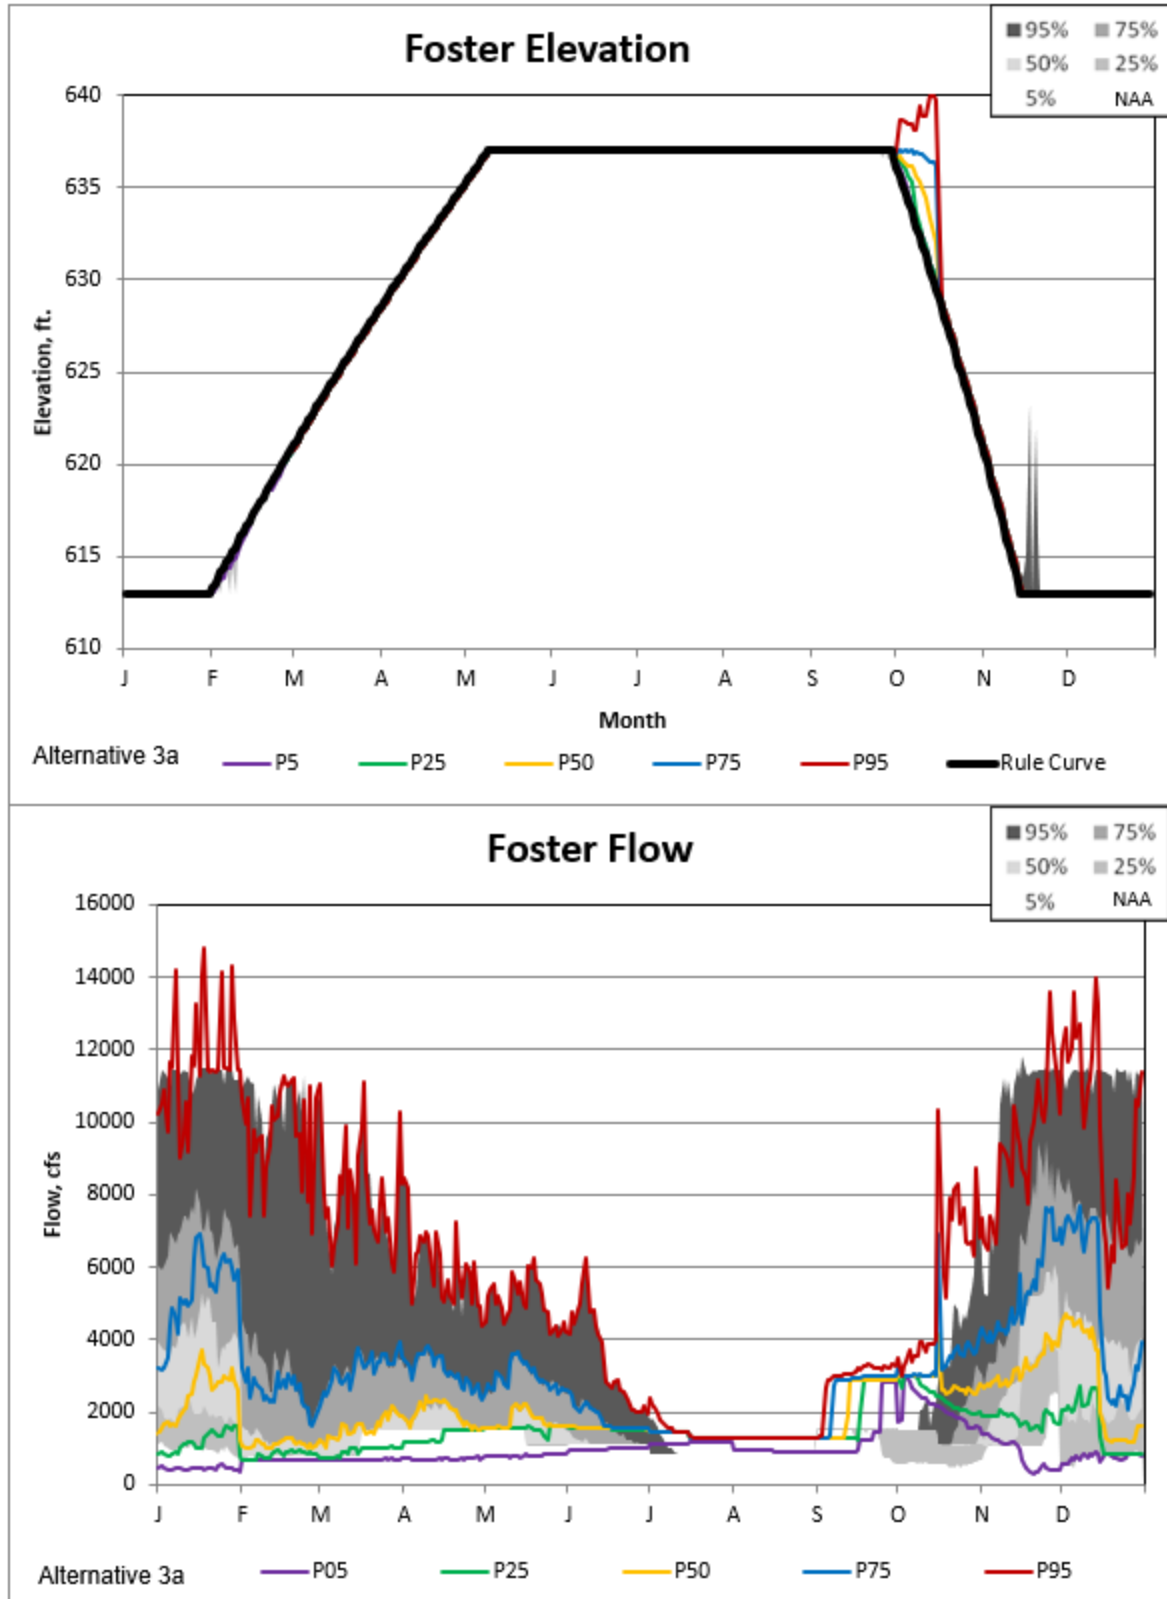 Foster Elevation
95% 75%
50% 25%
5% NAA
640
635
630
625
620
615
610
Elevation, ft.
J F M A M J J A S O N D
Month
Alternative 3a P5 P25 P50 P75 P95 Rule Curve
Foster Flow
95% 75%
50% 25%
5% NAA
16000
14000
12000
10000
8000
6000
4000
2000
0
Flow, cfs
J F M A M J J A S O N D
Alternative 3a P05 P25 P50 P75 P95